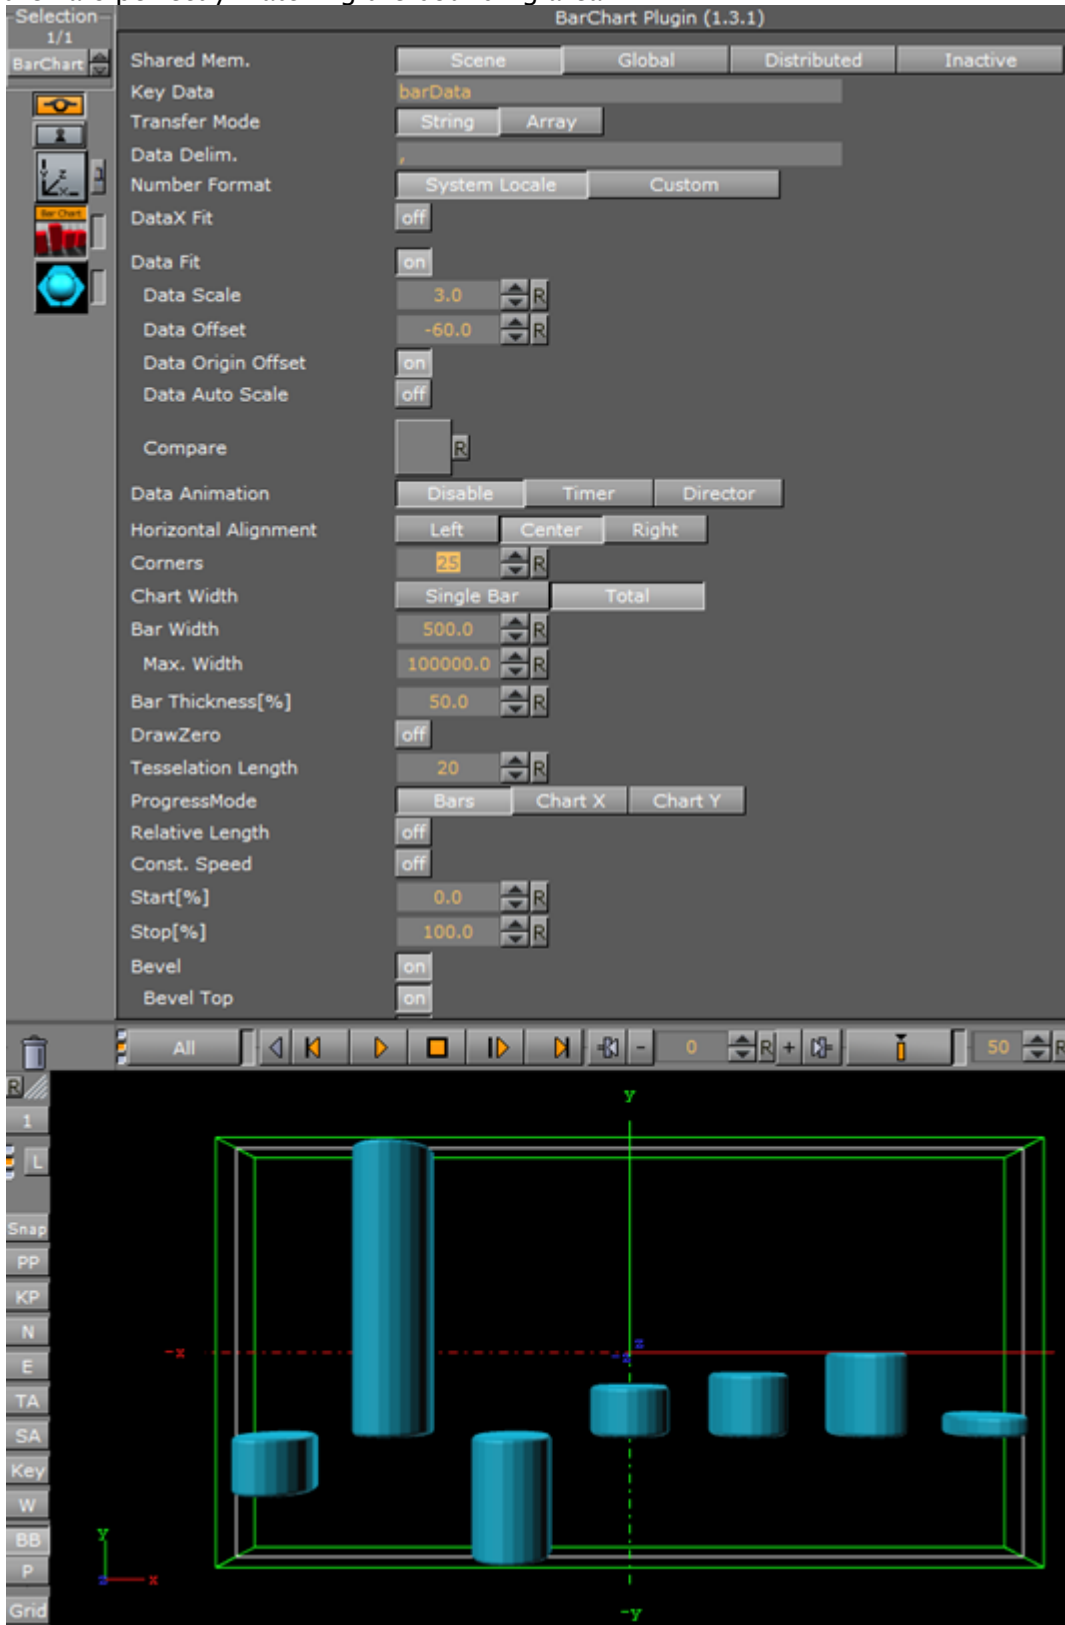 Selection
BarChart Plugin (1.3.1)
1/1
BarChart
Bar Chart
Shared Mem. Scene Global Distributed Inactive
Key Data barData
Transfer Mode String Array
Data Delim. ,
Number Format System Locale Custom
DataX Fit off
Data Fit on
Data Scale 3.0 R
Data Offset -60.0 R
Data Origin Offset on
Data Auto Scale off
Compare R
Data Animation Disable Timer Director
Horizontal Alignment Left Center Right
Corners 25 R
Chart Width Single Bar Total
Bar Width 500.0 R
Max. Width 100000.0 R
Bar Thickness[%] 50.0 R
DrawZero off
Tesselation Length 20 R
ProgressMode Bars Chart X Chart Y
Relative Length off
Const. Speed off
Start[%] 0.0 R
Stop[%] 100.0 R
Bevel on
Bevel Top on
All - 0 R + 50 R
R
1
L
Snap
PP
KP
N
E
TA
SA
Key
W
BB
P
Grid
y
-x
z
-z
y
x
z
-y